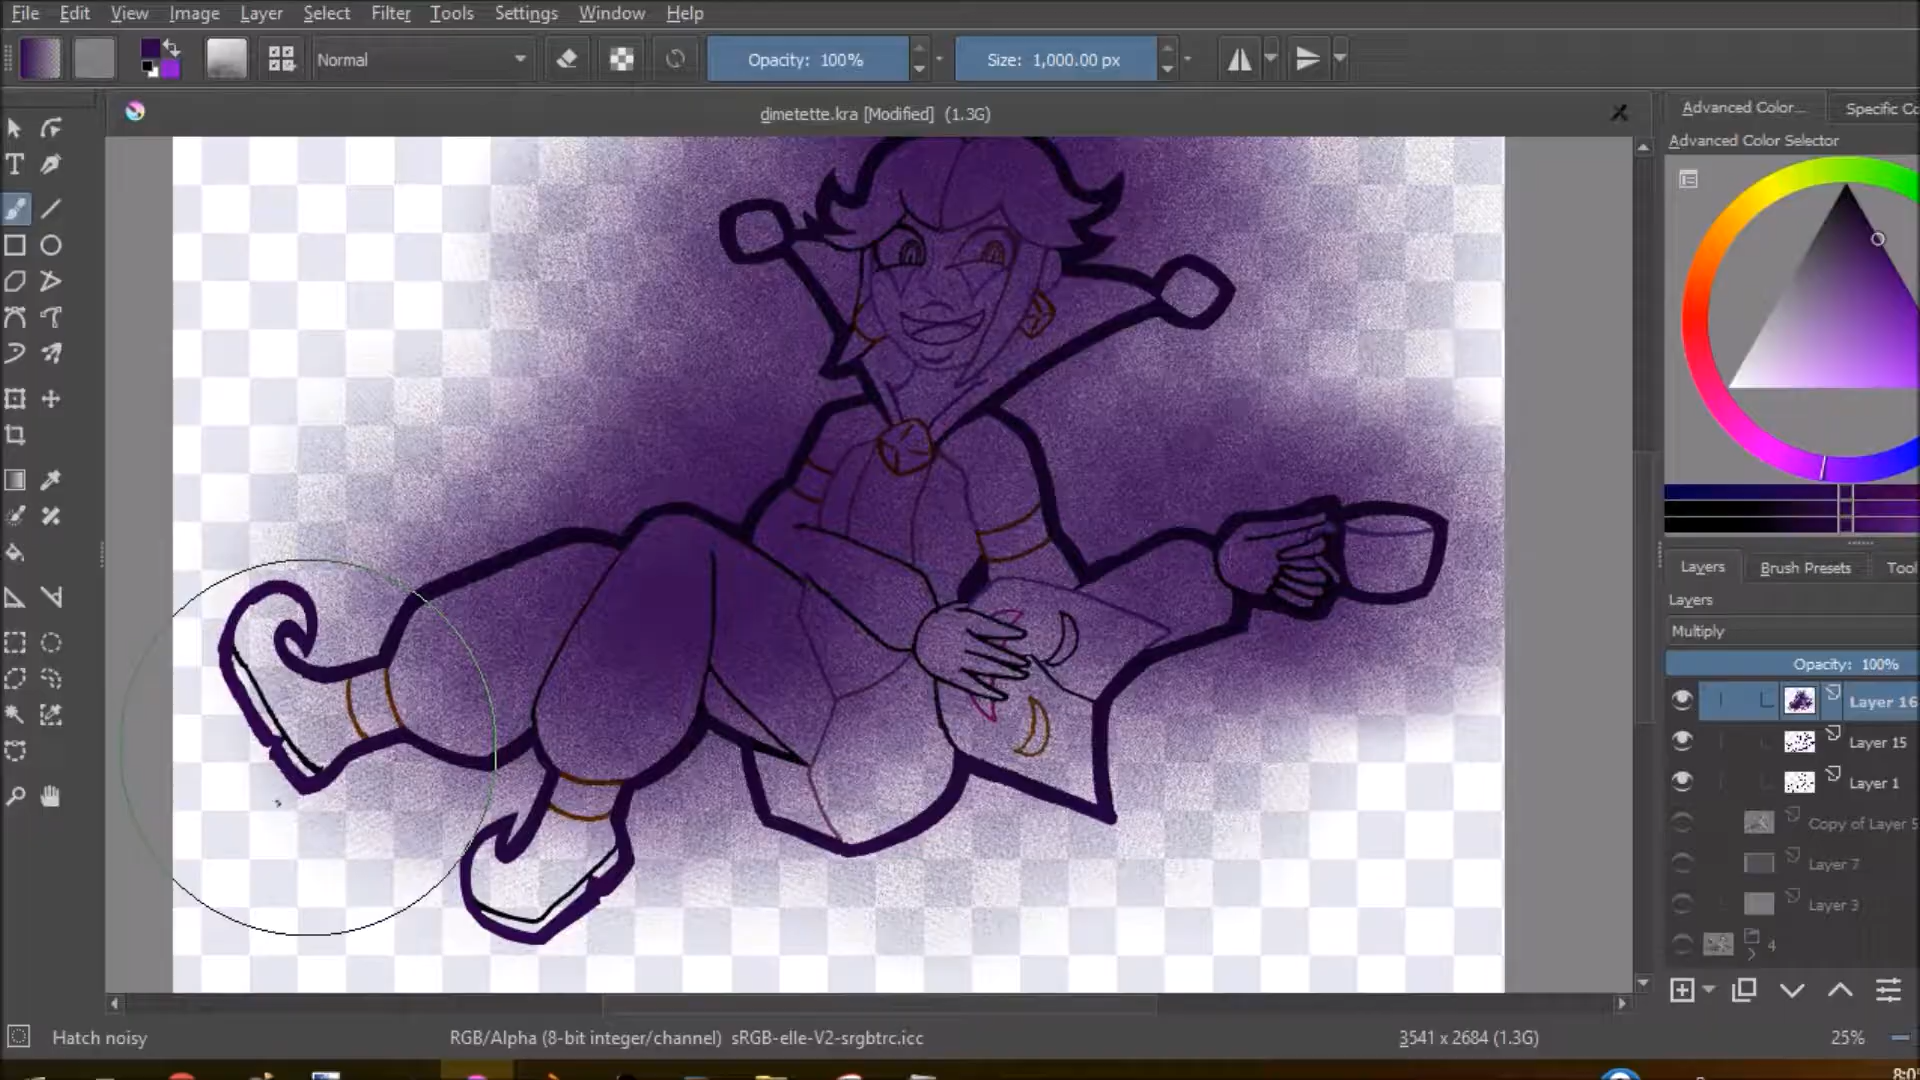 File Edit View Image Layer Select Filter Tools Settings Window Help
Normal Opacity: 100% Size: 1,000.00 px
dimetette.kra [Modified] (1.3G)
Advanced Color... Specific Co
Advanced Color Selector
Layers Brush Presets Tool
Layers
Multiply
Opacity: 100%
Layer 16
Layer 15
Layer 1
Copy of Layer 5
Layer 7
Layer 3
4
Hatch noisy RGB/Alpha (8-bit integer/channel) sRGB-elle-V2-srgbtrc.icc 3541 x 2684 (1.3G) 25%